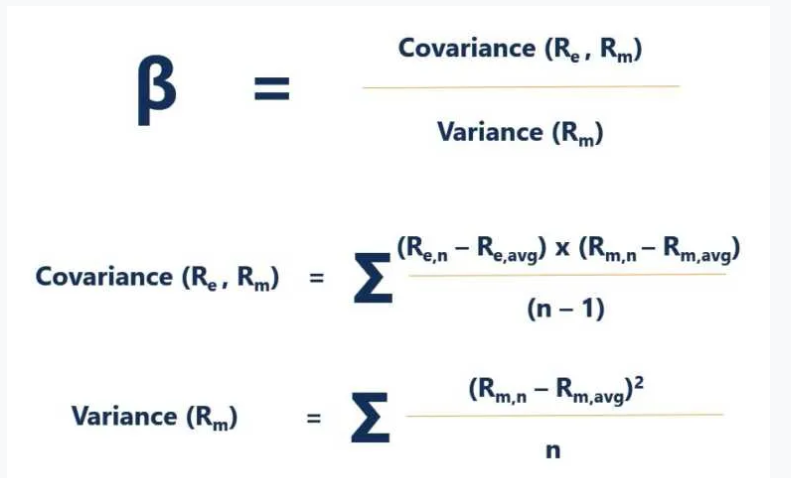 β = Covariance (Re, Rm)
Variance (Rm)
Covariance (Re, Rm) = Σ (Re,n – Re,avg) x (Rm,n – Rm,avg)
(n – 1)
Variance (Rm) = Σ (Rm,n – Rm,avg)²
n